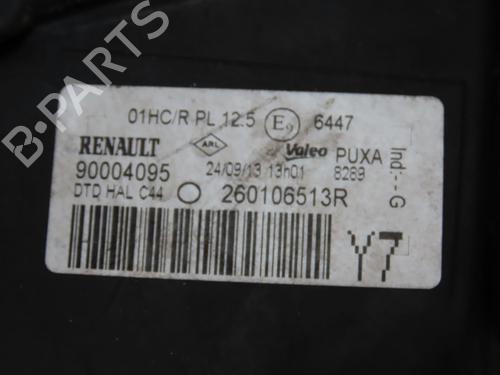 01HC/R PL 12.5 E9 6447
RENAULT ARL Valeo PUXA
90004095 24/09/13 13h01 8289
DTD HAL C44 260106513R
Ind:-- G
Y7
B-PARTS